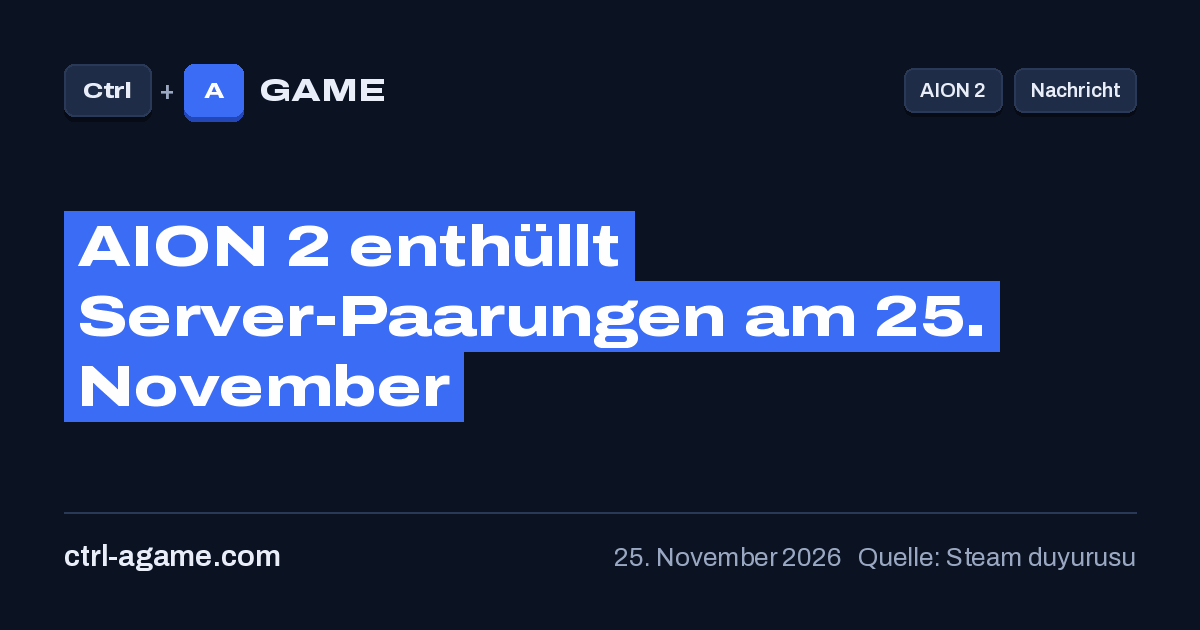 Ctrl + A GAME
AION 2 Nachricht
AION 2 enthüllt
Server-Paarungen am 25.
November
ctrl-agame.com
25. November 2026 Quelle: Steam duyurusu